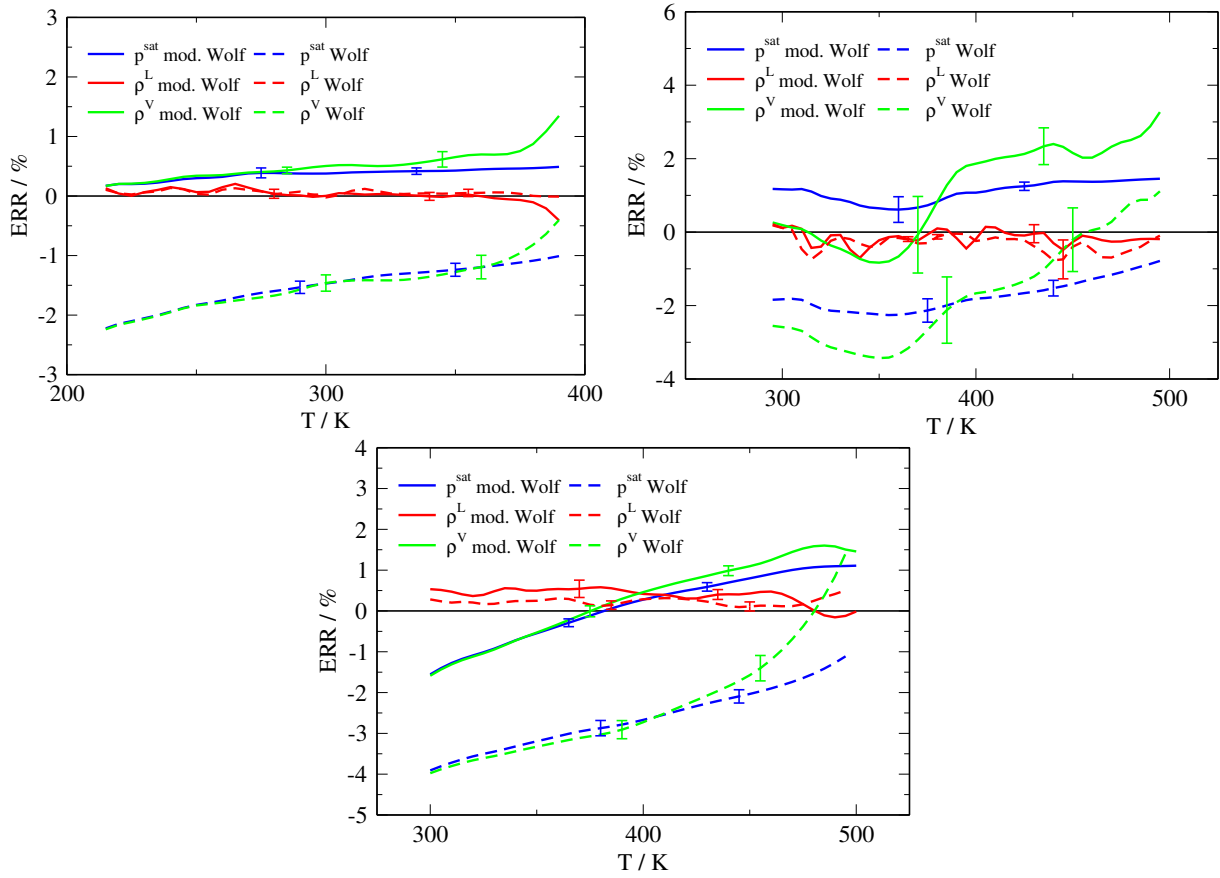 3
2
1
0
-1
-2
-3
ERR / %
p^sat mod. Wolf
p^sat Wolf
ρ^L mod. Wolf
ρ^L Wolf
ρ^V mod. Wolf
ρ^V Wolf
200
300
400
T / K
6
4
2
0
-2
-4
ERR / %
p^sat mod. Wolf
p^sat Wolf
ρ^L mod. Wolf
ρ^L Wolf
ρ^V mod. Wolf
ρ^V Wolf
300
400
500
T / K
4
3
2
1
0
-1
-2
-3
-4
-5
ERR / %
p^sat mod. Wolf
p^sat Wolf
ρ^L mod. Wolf
ρ^L Wolf
ρ^V mod. Wolf
ρ^V Wolf
300
400
500
T / K